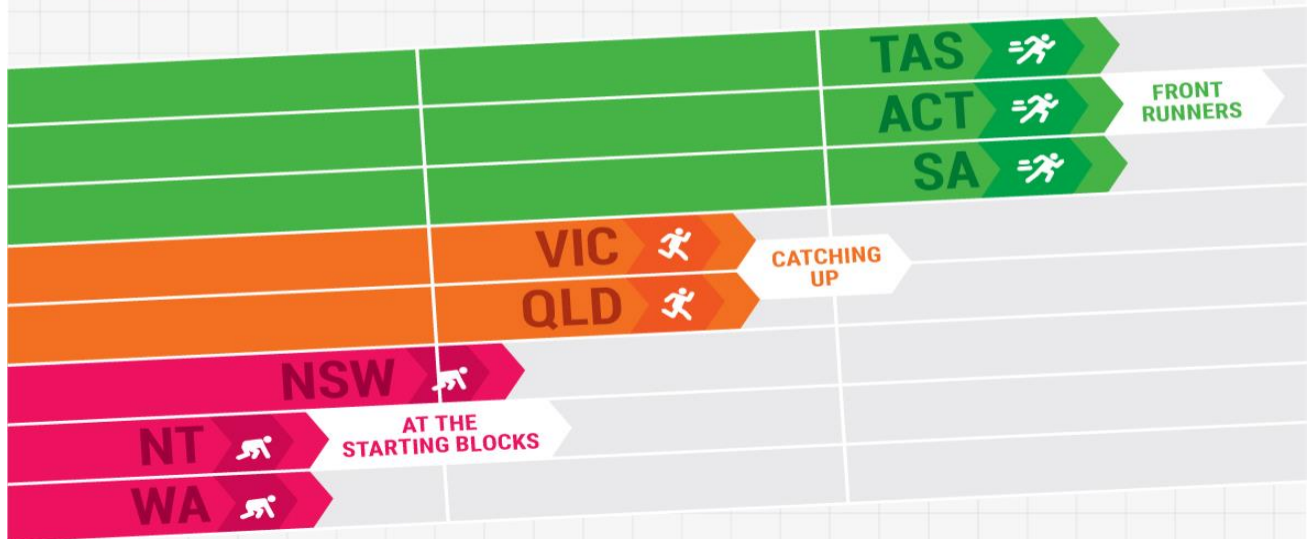 TAS
ACT
FRONT
RUNNERS
SA
VIC
CATCHING
UP
QLD
NSW
NT
AT THE
STARTING BLOCKS
WA